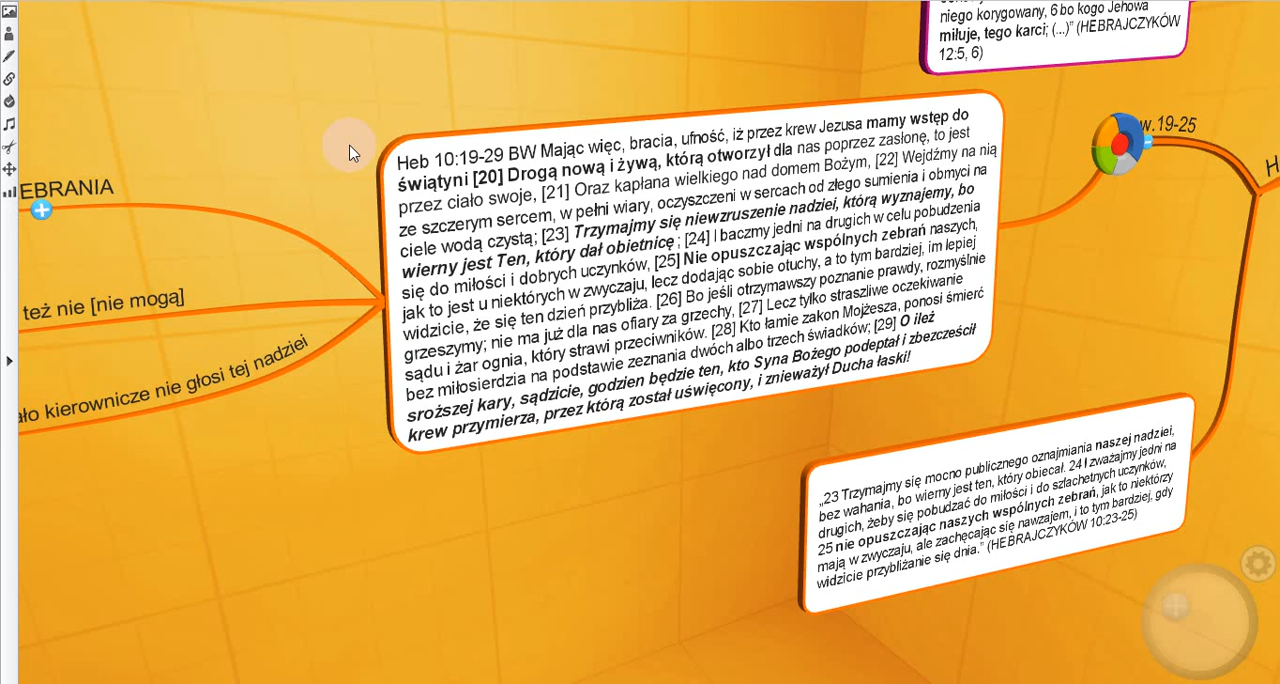 niego korygowany, 6 bo kogo Jehowa
miłuje, tego karci; (...)” (HEBRAJCZYKÓW
12:5, 6)
w.19-25
H
EBRANIA
też nie [nie mogą]
ało kierownicze nie głosi tej nadziei
Heb 10:19-29 BW Mając więc, bracia, ufność, iż przez krew Jezusa mamy wstęp do
świątyni [20] Drogą nową i żywą, którą otworzył dla nas poprzez zasłonę, to jest
przez ciało swoje, [21] Oraz kapłana wielkiego nad domem Bożym, [22] Wejdźmy na nią
ze szczerym sercem, w pełni wiary, oczyszczeni w sercach od złego sumienia i obmyci na
ciele wodą czystą; [23] Trzymajmy się niewzruszenie nadziei, którą wyznajemy, bo
wierny jest Ten, który dał obietnicę ; [24] I baczmy jedni na drugich w celu pobudzenia
się do miłości i dobrych uczynków, [25] Nie opuszczając wspólnych zebrań naszych,
jak to jest u niektórych w zwyczaju, lecz dodając sobie otuchy, a to tym bardziej, im lepiej
widzicie, że się ten dzień przybliża. [26] Bo jeśli otrzymawszy poznanie prawdy, rozmyślnie
grzeszymy; nie ma już dla nas ofiary za grzechy, [27] Lecz tylko straszliwe oczekiwanie
sądu i żar ognia, który strawi przeciwników. [28] Kto łamie zakon Mojżesza, ponosi śmierć
bez miłosierdzia na podstawie zeznania dwóch albo trzech świadków; [29] O ileż
sroższej kary, sądzicie, godzien będzie ten, kto Syna Bożego podeptał i zbezcześcił
krew przymierza, przez którą został uświęcony, i znieważył Ducha łaski!
„23 Trzymajmy się mocno publicznego oznajmiania naszej nadziei,
bez wahania, bo wierny jest ten, który obiecał. 24 I zważajmy jedni na
drugich, żeby się pobudzać do miłości i do szlachetnych uczynków,
25 nie opuszczając naszych wspólnych zebrań, jak to niektórzy
mają w zwyczaju, ale zachęcając się nawzajem, i to tym bardziej, gdy
widzicie przybliżanie się dnia.” (HEBRAJCZYKÓW 10:23-25)